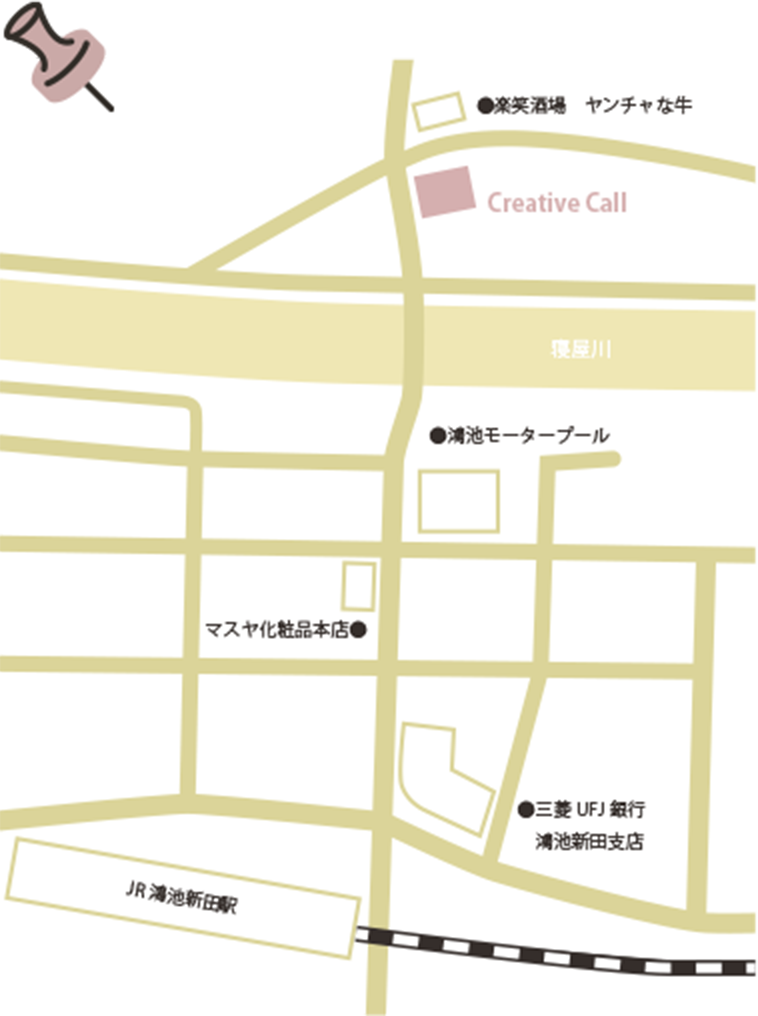 ●楽笑酒場　ヤンチャな牛
Creative Call
寝屋川
●鴻池モータープール
マスヤ化粧品本店●
●三菱 UFJ 銀行
鴻池新田支店
JR 鴻池新田駅